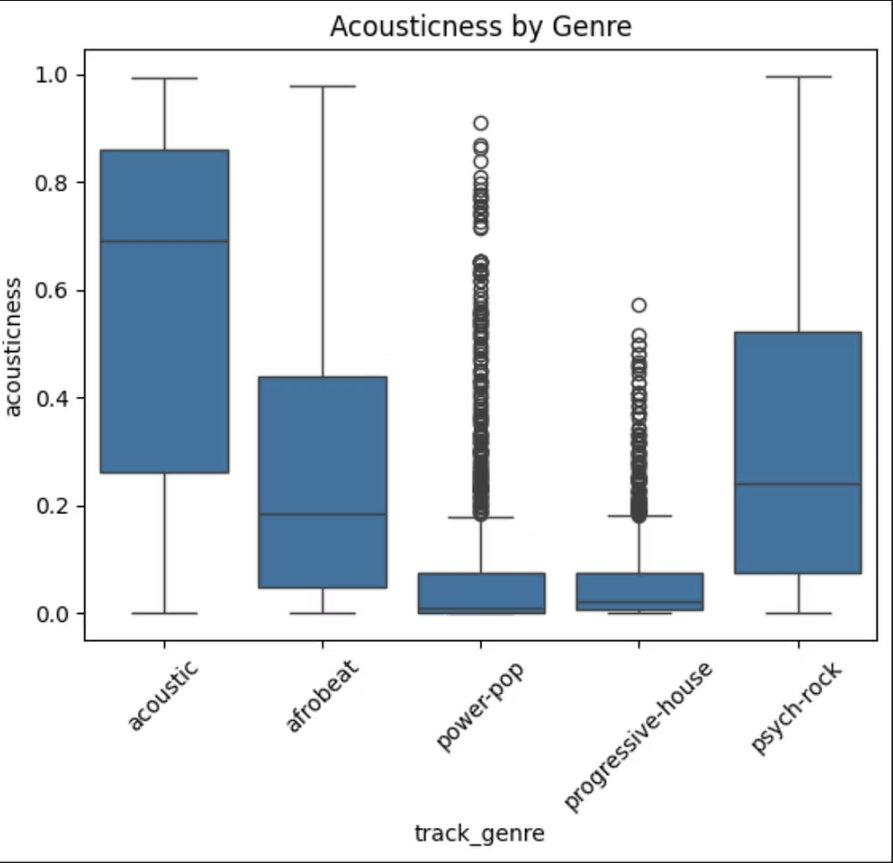 Acousticness by Genre
acousticness
1.0
0.8
0.6
0.4
0.2
0.0
acoustic
afrobeat
power-pop
progressive-house
psych-rock
track_genre